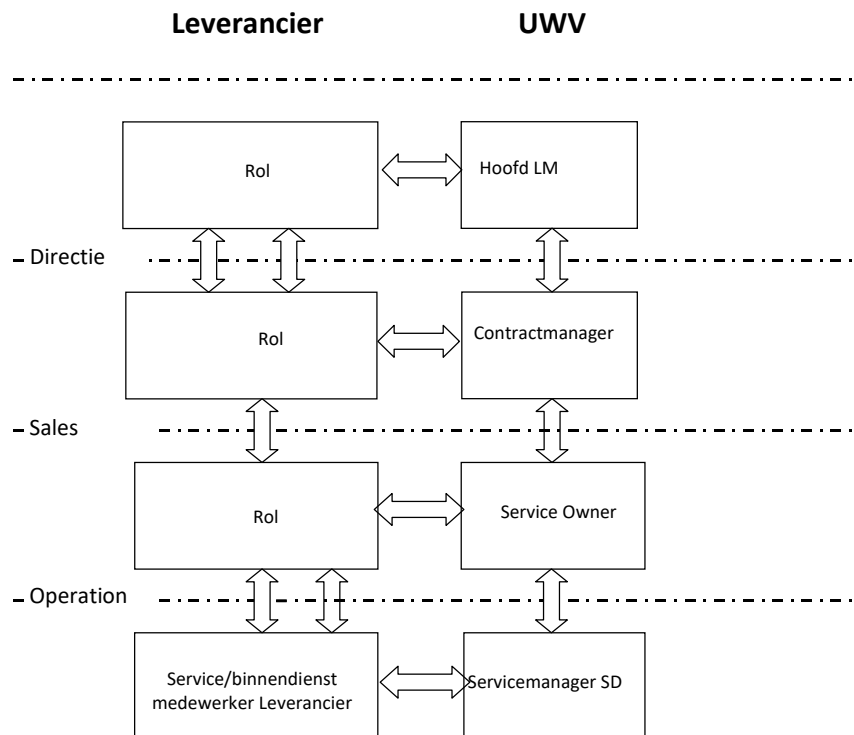 Leverancier UWV
Rol
Hoofd LM
Directie
Rol
Contractmanager
Sales
Rol
Service Owner
Operation
Service/binnendienst
medewerker Leverancier
Servicemanager SD